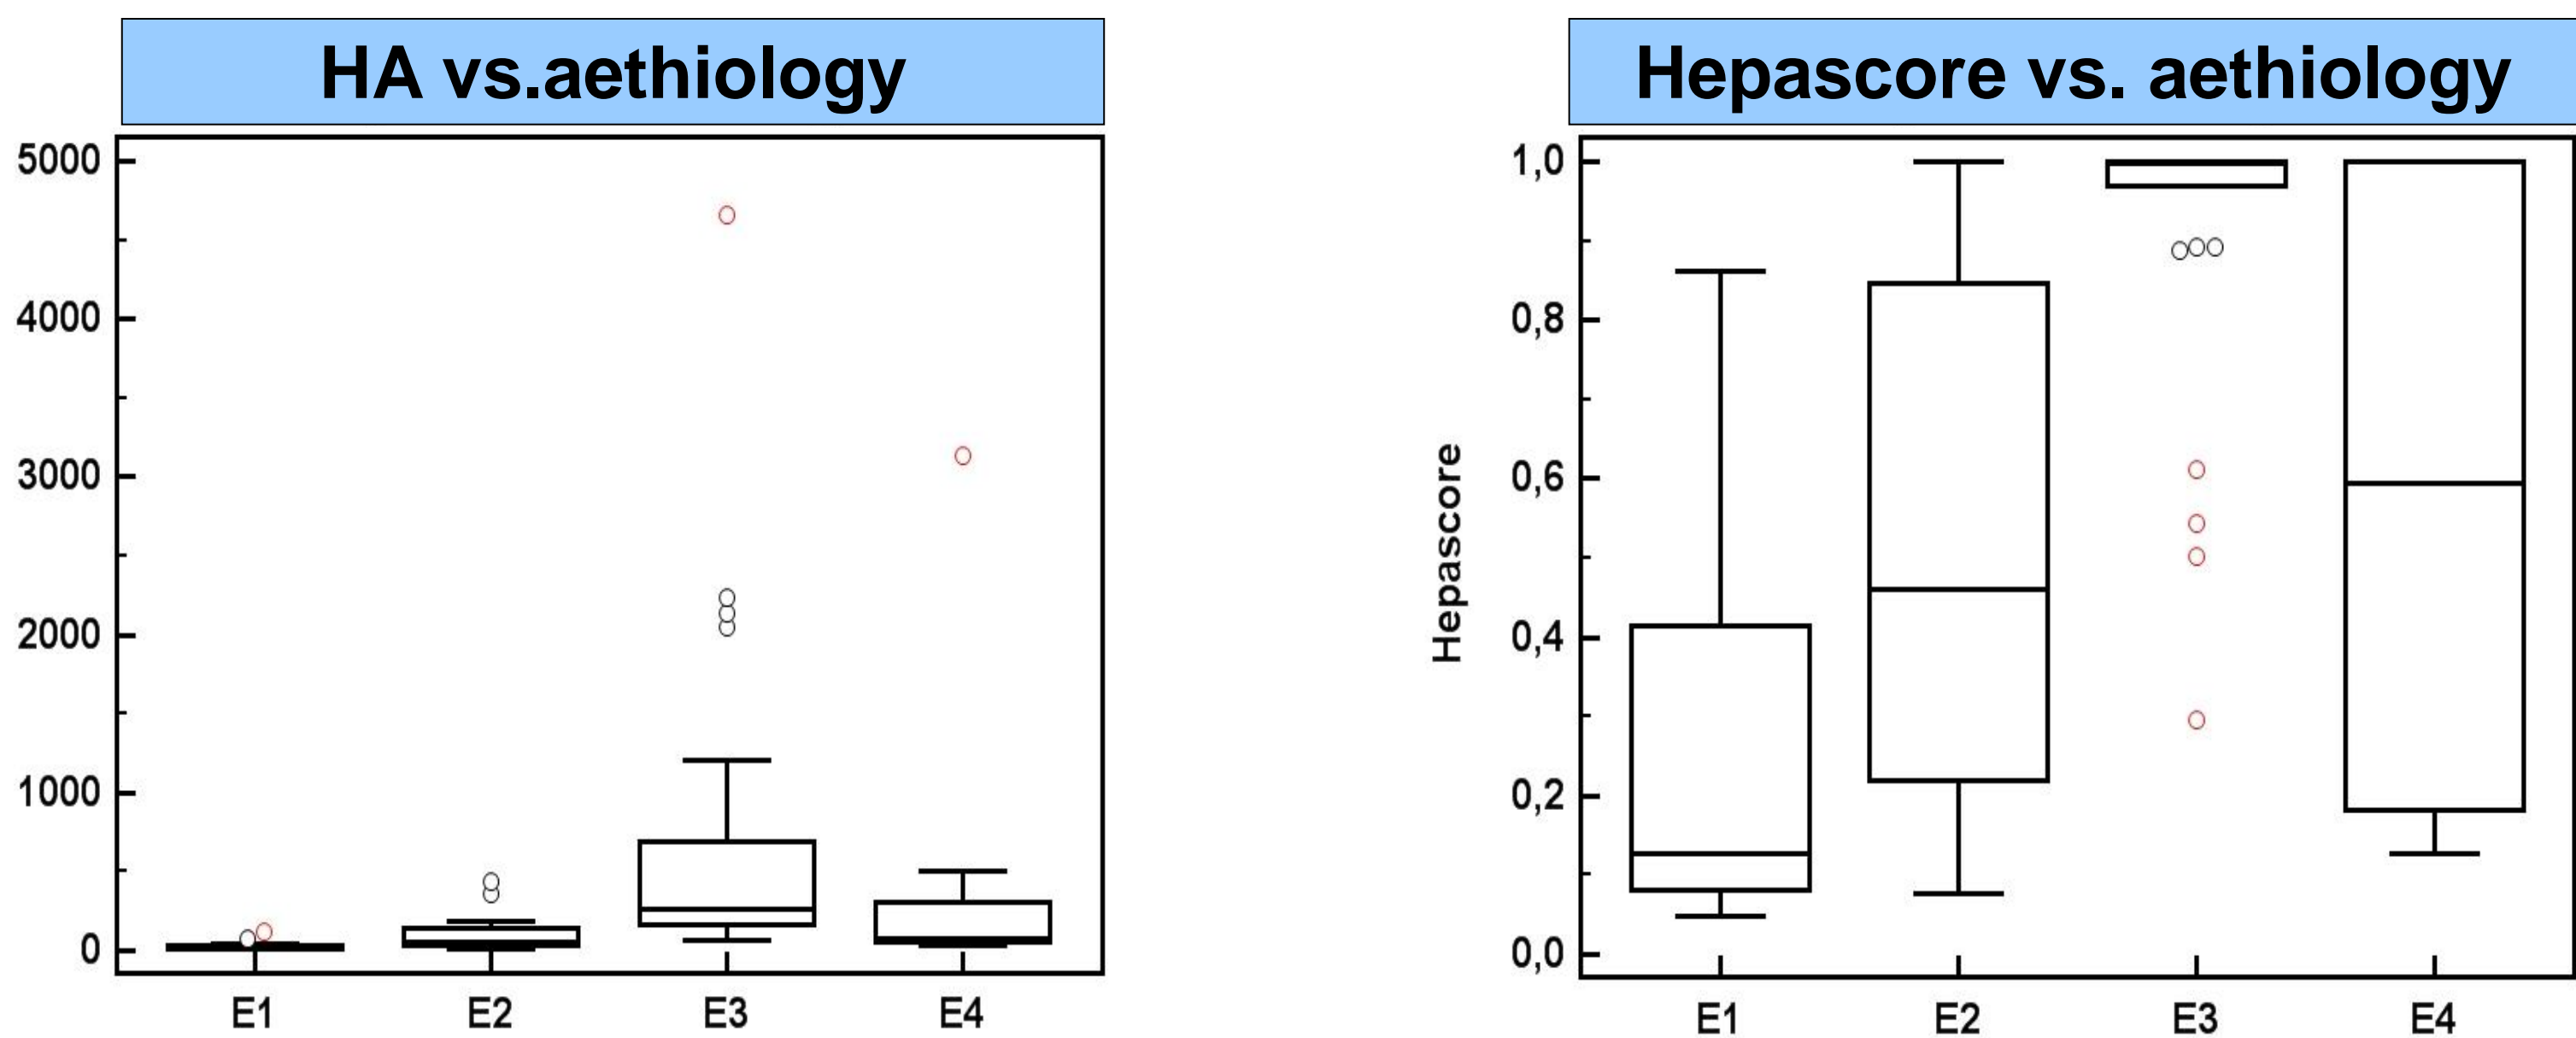 HA vs.aethiology
5000
4000
3000
2000
1000
0
E1 E2 E3 E4
Hepascore vs. aethiology
Hepascore
1,0
0,8
0,6
0,4
0,2
0,0
E1 E2 E3 E4